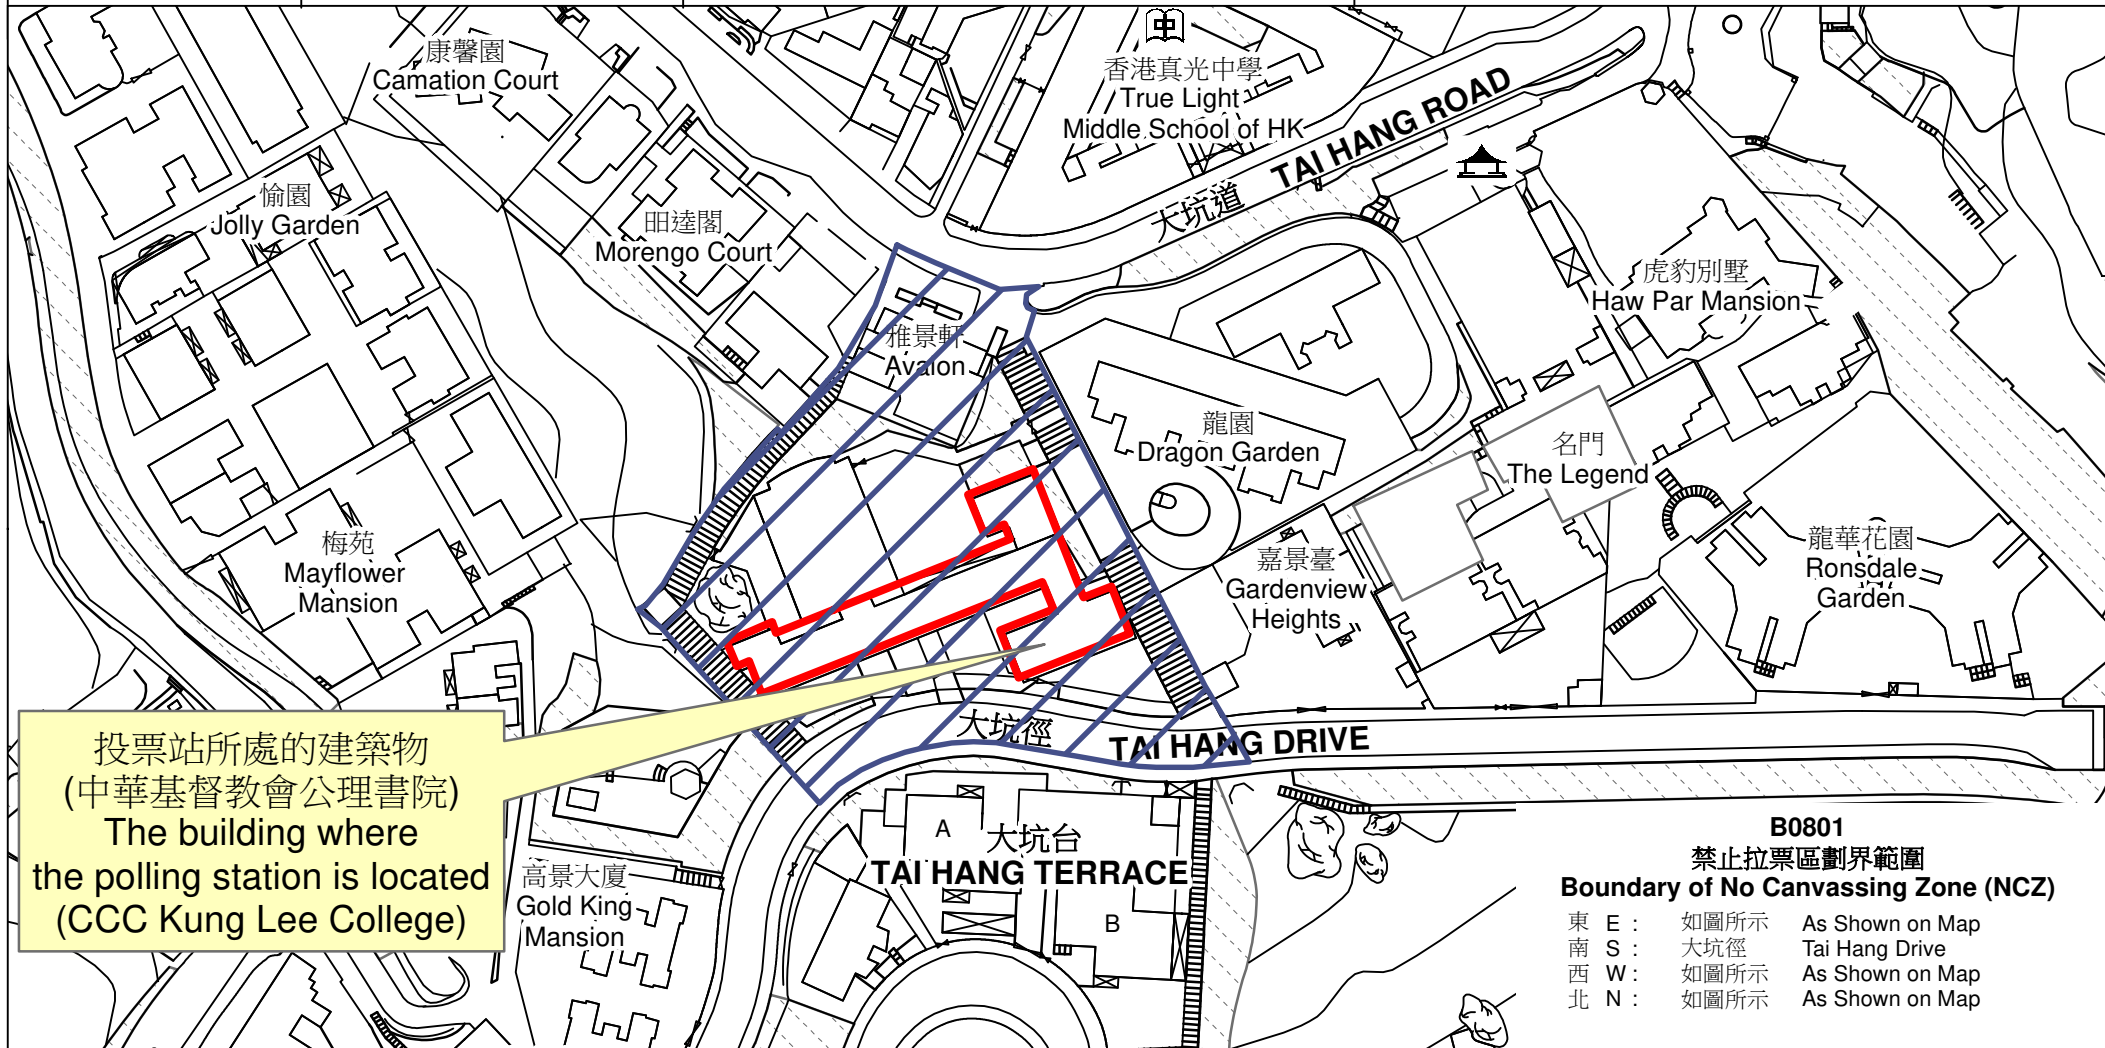 康馨園
Camation Court
香港真光中學
True Light
Middle School of HK
大坑道 TAI HANG ROAD
愉園
Jolly Garden
昍逹閣
Morengo Court
虎豹別墅
Haw Par Mansion
雅景軒
Avalon
龍園
Dragon Garden
名門
The Legend
梅苑
Mayflower
Mansion
嘉景臺
Gardenview
Heights
龍華花園
Ronsdale
Garden
大坑徑 TAI HANG DRIVE
投票站所處的建築物
(中華基督教會公理書院)
The building where
the polling station is located
(CCC Kung Lee College)
A
大坑台
TAI HANG TERRACE
B
高景大廈
Gold King
Mansion
B0801
禁止拉票區劃界範圍
Boundary of No Canvassing Zone (NCZ)
東 E : 如圖所示 As Shown on Map
南 S : 大坑徑 Tai Hang Drive
西 W : 如圖所示 As Shown on Map
北 N : 如圖所示 As Shown on Map